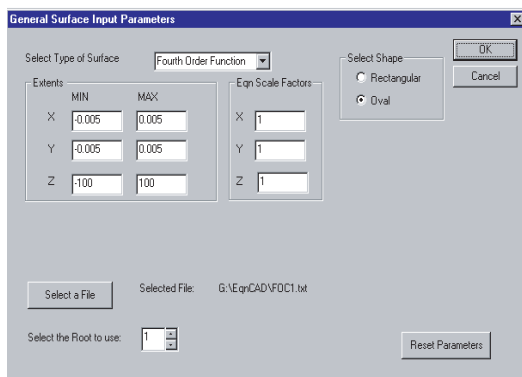 General Surface Input Parameters
Select Type of Surface
Fourth Order Function
Select Shape
Rectangular
Oval
OK
Cancel
Extents
MIN MAX
X -0.005 0.005
Y -0.005 0.005
Z -100 100
Eqn Scale Factors
X 1
Y 1
Z 1
Select a File
Selected File: G:\EqnCAD\FOC1.txt
Select the Root to use: 1
Reset Parameters